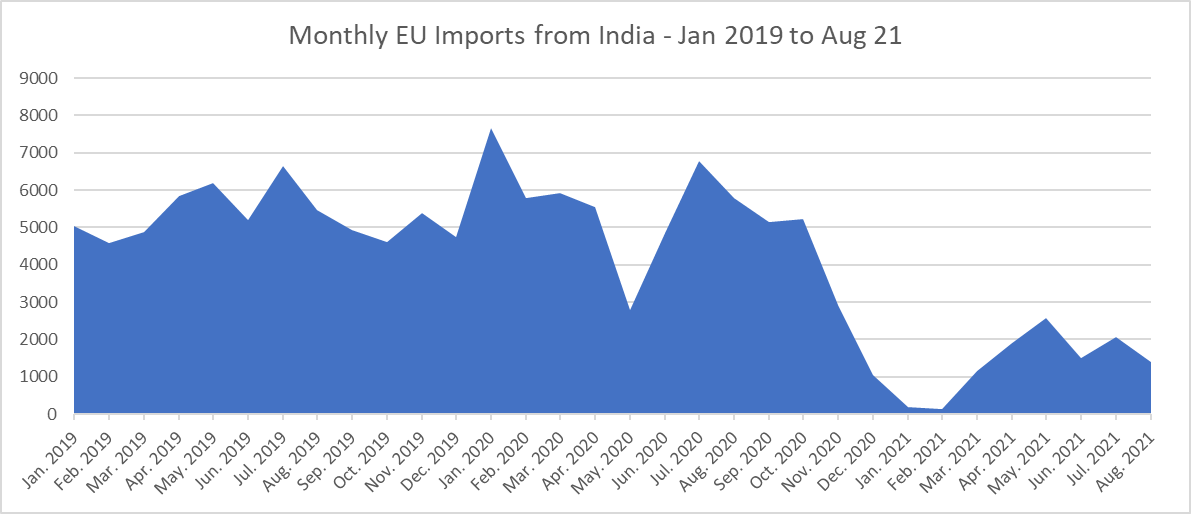 Monthly EU Imports from India - Jan 2019 to Aug 21
9000
8000
7000
6000
5000
4000
3000
2000
1000
0
Jan. 2019
Feb. 2019
Mar. 2019
Apr. 2019
May. 2019
Jun. 2019
Jul. 2019
Aug. 2019
Sep. 2019
Oct. 2019
Nov. 2019
Dec. 2019
Jan. 2020
Feb. 2020
Mar. 2020
Apr. 2020
May. 2020
Jun. 2020
Jul. 2020
Aug. 2020
Sep. 2020
Oct. 2020
Nov. 2020
Dec. 2020
Jan. 2021
Feb. 2021
Mar. 2021
Apr. 2021
May. 2021
Jun. 2021
Jul. 2021
Aug. 2021